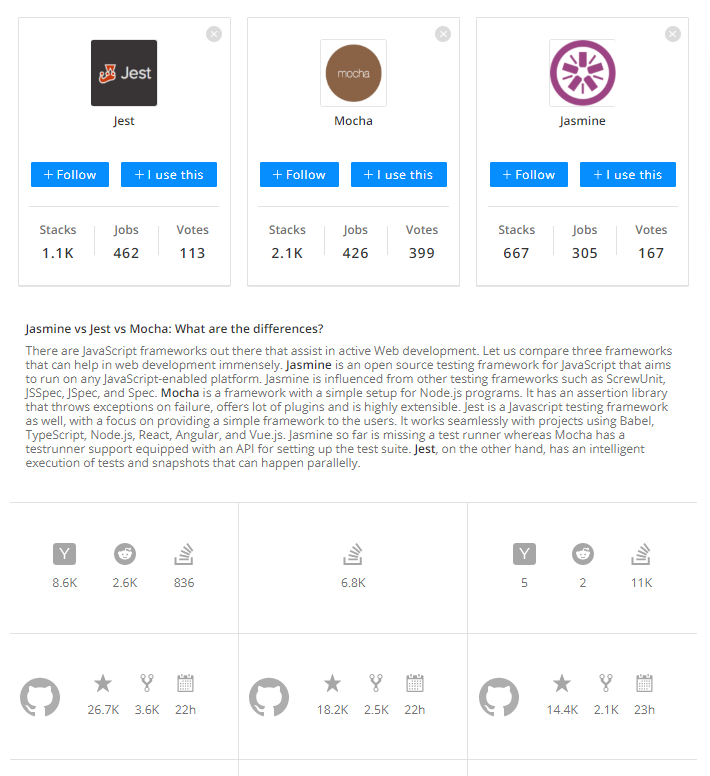 Jest
mocha
Jest
Mocha
Jasmine
+ Follow
+ I use this
+ Follow
+ I use this
+ Follow
+ I use this
Stacks Jobs Votes
1.1K 462 113
Stacks Jobs Votes
2.1K 426 399
Stacks Jobs Votes
667 305 167
Jasmine vs Jest vs Mocha: What are the differences?
There are JavaScript frameworks out there that assist in active Web development. Let us compare three frameworks
that can help in web development immensely. Jasmine is an open source testing framework for JavaScript that aims
to run on any JavaScript-enabled platform. Jasmine is influenced from other testing frameworks such as ScrewUnit,
JSSpec, JSpec, and Spec. Mocha is a framework with a simple setup for Node.js programs. It has an assertion library
that throws exceptions on failure, offers lot of plugins and is highly extensible. Jest is a Javascript testing framework
as well, with a focus on providing a simple framework to the users. It works seamlessly with projects using Babel,
TypeScript, Node.js, React, Angular, and Vue.js. Jasmine so far is missing a test runner whereas Mocha has a
testrunner support equipped with an API for setting up the test suite. Jest, on the other hand, has an intelligent
execution of tests and snapshots that can happen parallelly.
Y
8.6K 2.6K 836
6.8K
Y
5 2 11K
26.7K 3.6K 22h
18.2K 2.5K 22h
14.4K 2.1K 23h